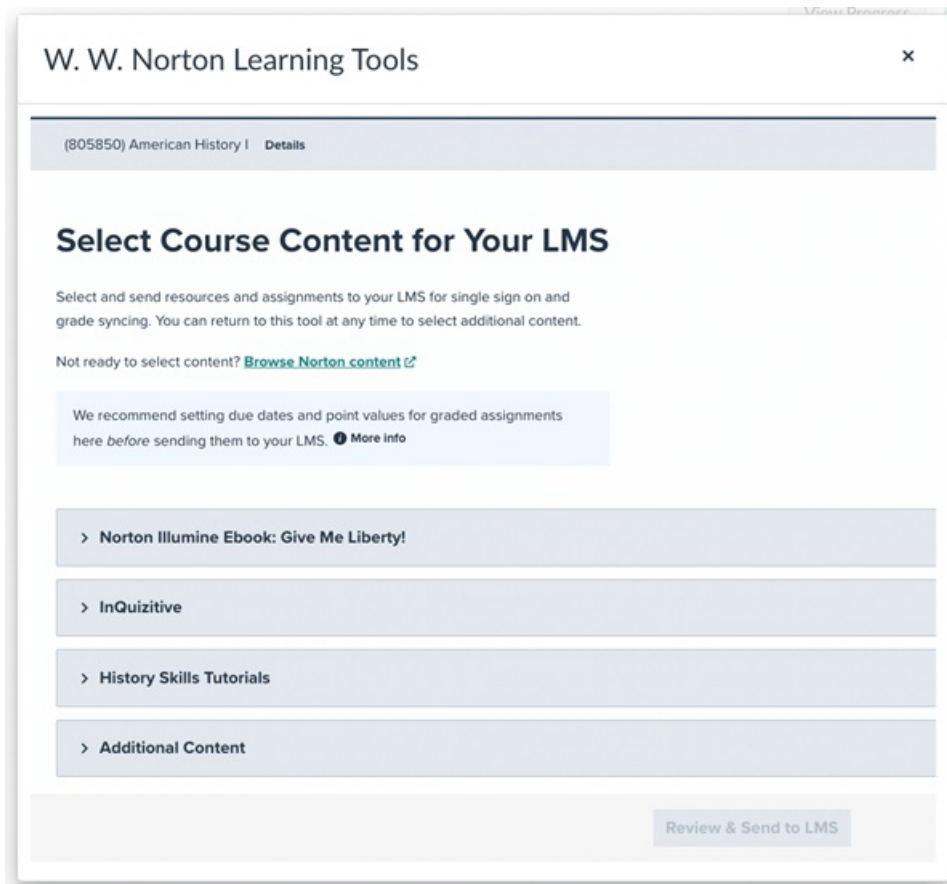 View Progress
W. W. Norton Learning Tools
(805850) American History I Details
Select Course Content for Your LMS
Select and send resources and assignments to your LMS for single sign on and
grade syncing. You can return to this tool at any time to select additional content.
Not ready to select content? Browse Norton content
We recommend setting due dates and point values for graded assignments
here before sending them to your LMS. More info
Norton Illumine Ebook: Give Me Liberty!
InQuizitive
History Skills Tutorials
Additional Content
Review & Send to LMS